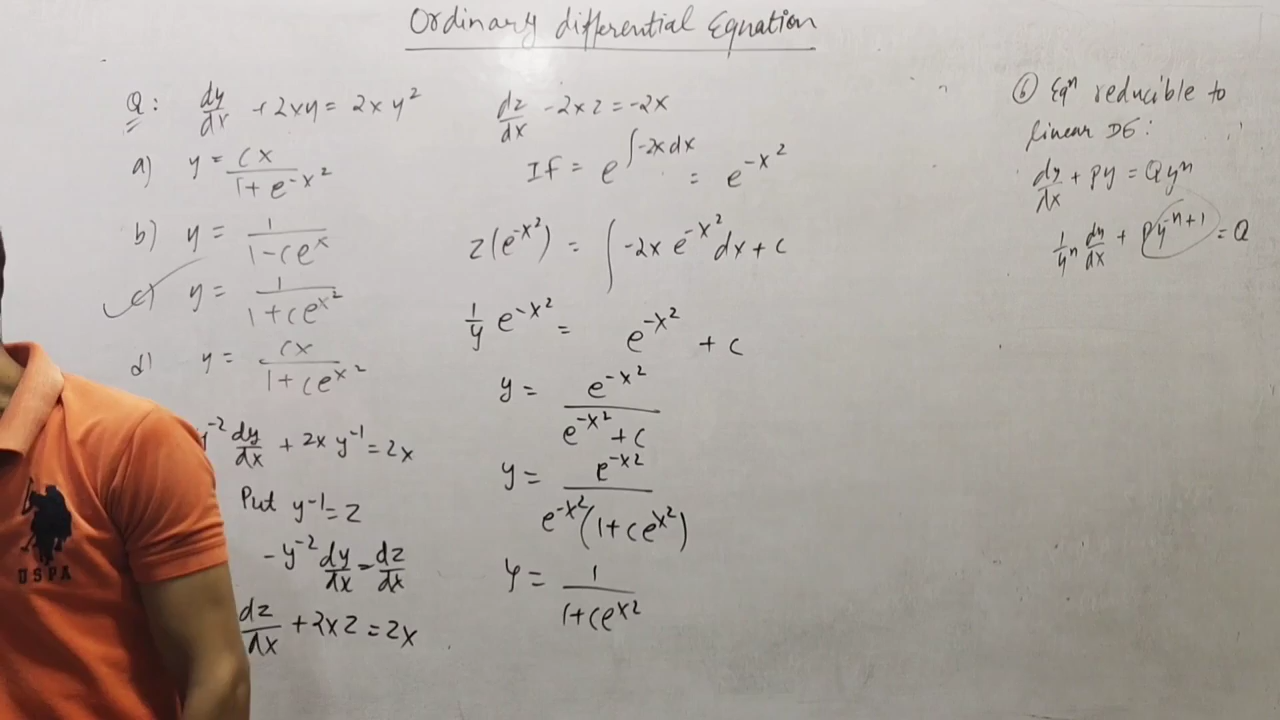 Ordinary differential Equation
Q: dy/dx + 2xy = 2xy²
a) y = cx/(1+e^-x²)
b) y = 1/(1-ce^x)
c) y = 1/(1+ce^x²)
d) y = cx/(1+ce^x²)
y^-2 dy/dx + 2x y^-1 = 2x
Put y^-1 = z
-y^-2 dy/dx = dz/dx
dz/dx + 2xz = 2x
dz/dx - 2xz = -2x
If = e^∫-2xdx = e^-x²
z(e^-x²) = ∫-2x e^-x² dx + c
1/y e^-x² = e^-x² + c
y = e^-x²/(e^-x² + c)
y = e^-x²/(e^-x²(1+ce^x²))
y = 1/(1+ce^x²)
⑥ Eqⁿ reducible to
linear DE:
dy/dx + Py = Qyⁿ
1/yⁿ dy/dx + Py^-n+1 = Q
USPA